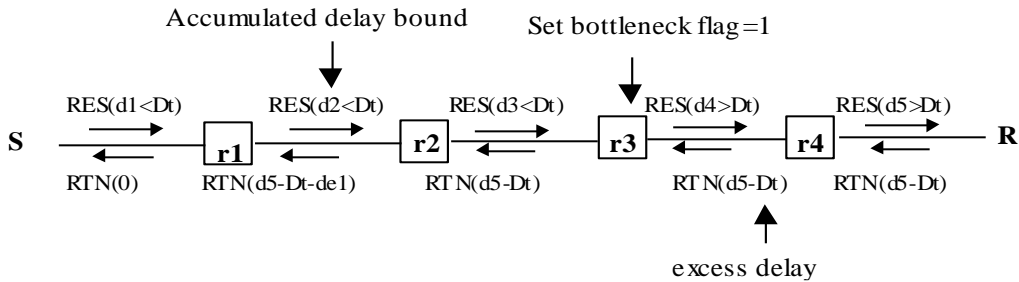 Accumulated delay bound
Set bottleneck flag=1
RES(d1<Dt) RES(d2<Dt) RES(d3<Dt) RES(d4>Dt) RES(d5>Dt)
S r1 r2 r3 r4 R
RTN(0) RTN(d5-Dt-de1) RTN(d5-Dt) RTN(d5-Dt) RTN(d5-Dt)
excess delay